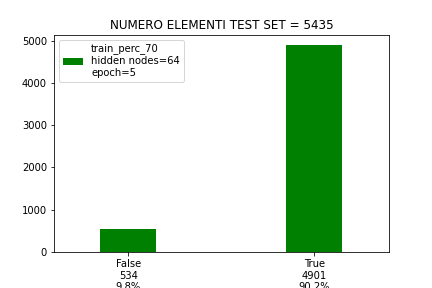 NUMERO ELEMENTI TEST SET = 5435
train_perc_70
hidden nodes=64
epoch=5
5000
4000
3000
2000
1000
0
False
534
9.8%
True
4901
90.2%